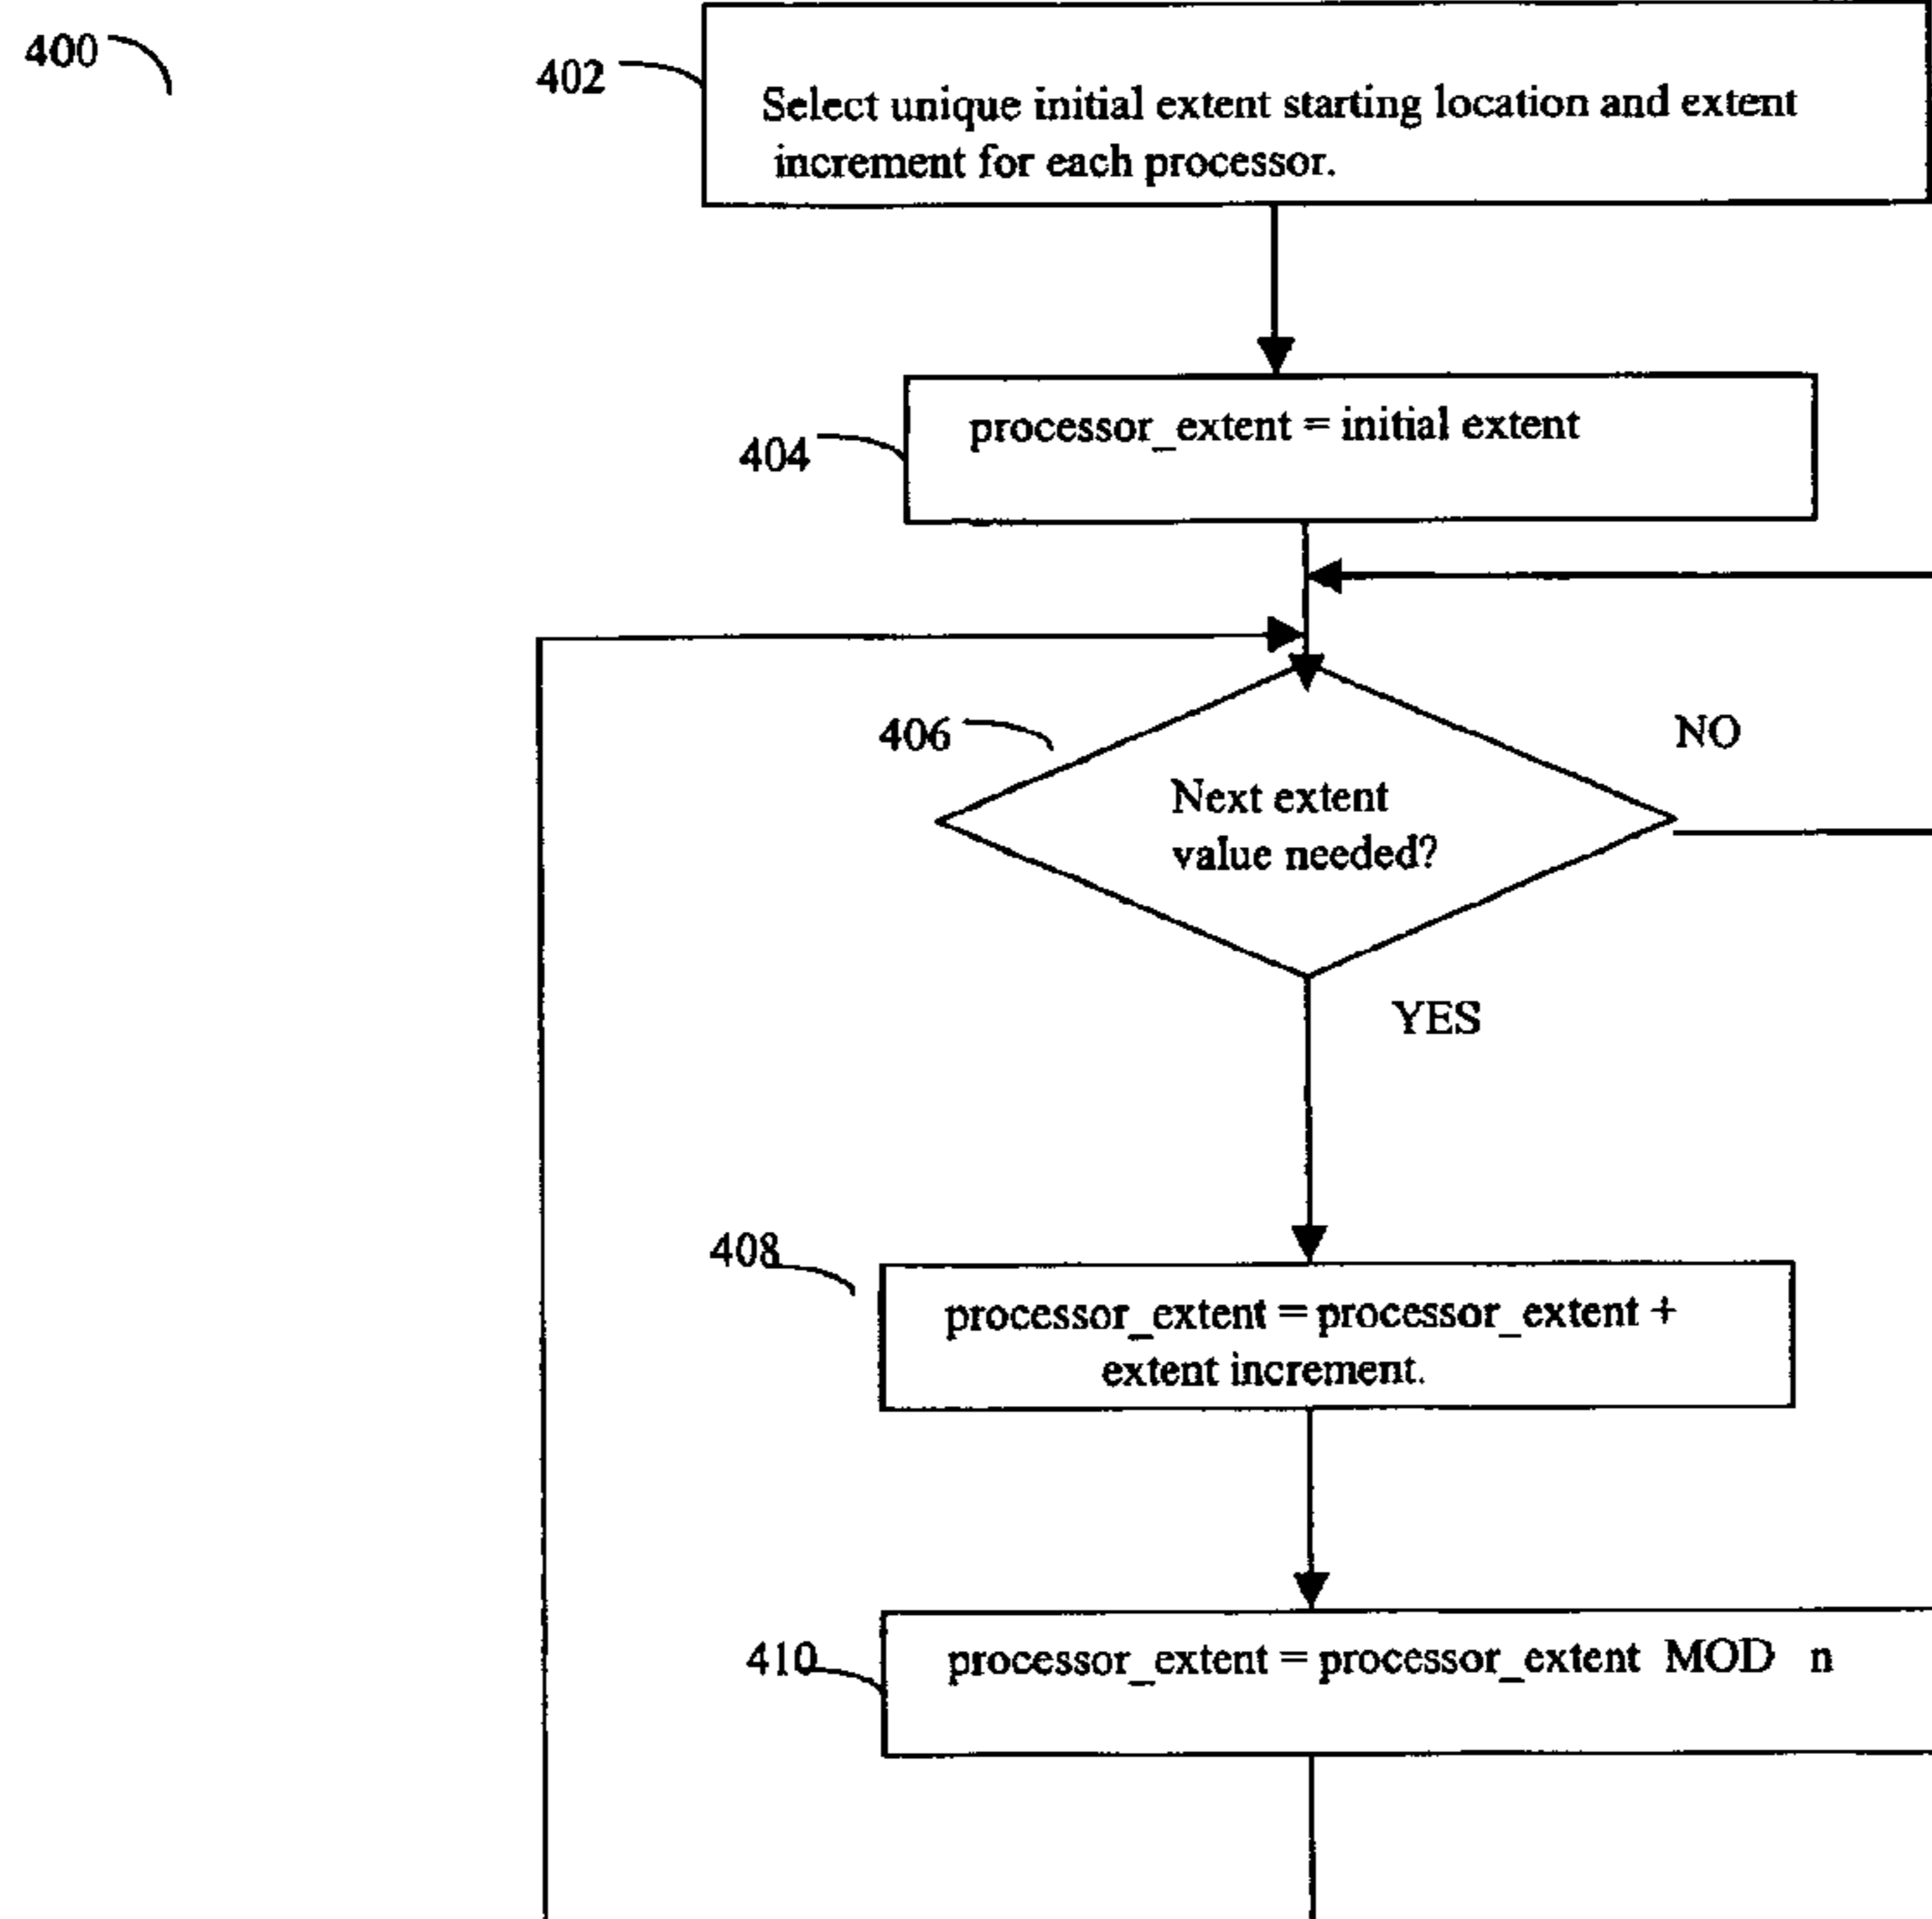 400
402
Select unique initial extent starting location and extent
increment for each processor.
404
processor_extent = initial extent
406
NO
Next extent
value needed?
YES
408
processor_extent = processor_extent +
extent increment.
410
processor_extent = processor_extent MOD n